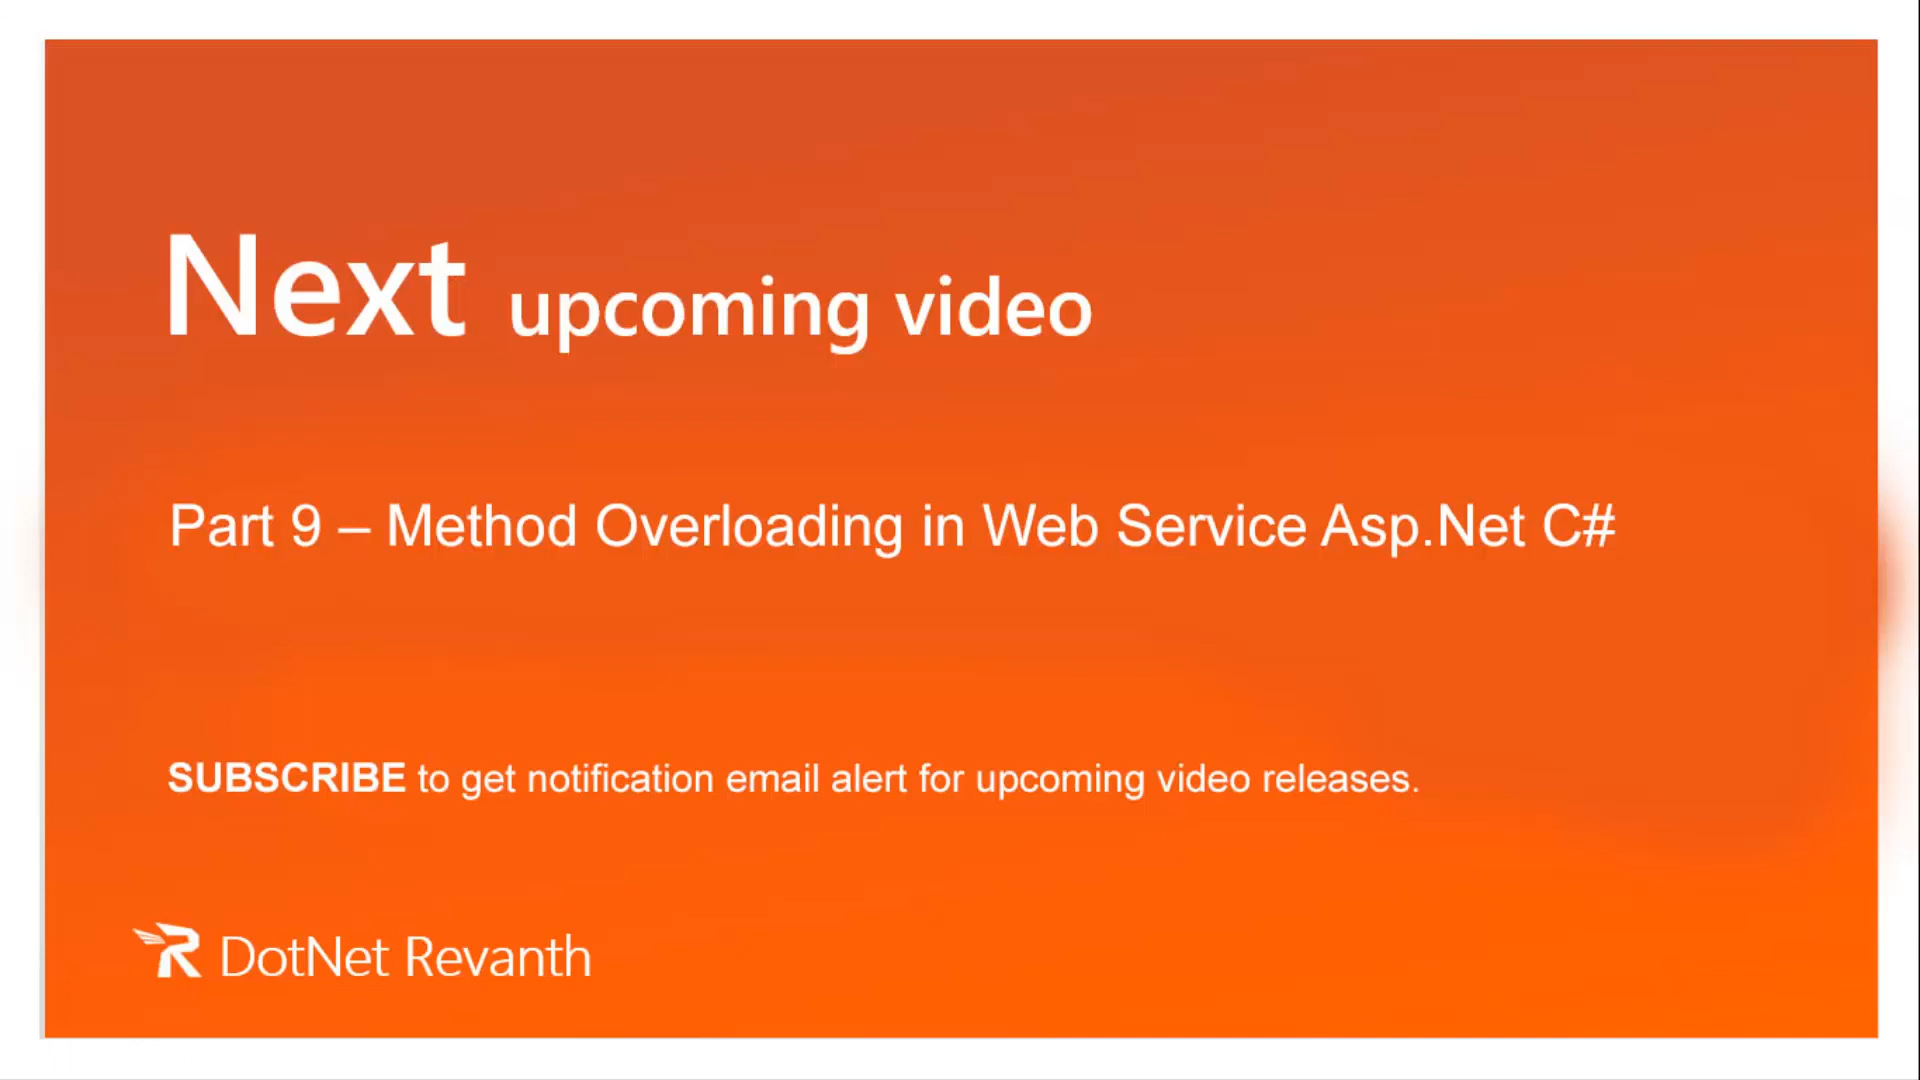 Next upcoming video
Part 9 – Method Overloading in Web Service Asp.Net C#
SUBSCRIBE to get notification email alert for upcoming video releases.
DotNet Revanth